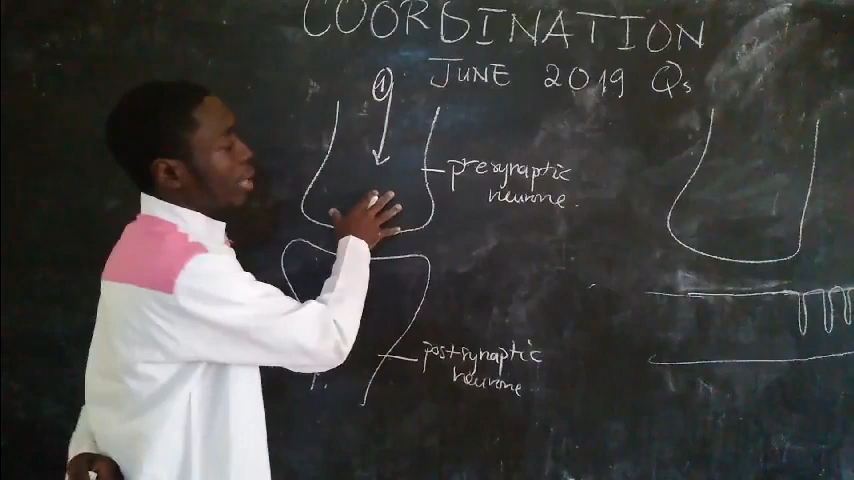 COORDINATION
JUNE 2019 Qs
1
presynaptic
neurone.
postsynaptic
neurone.